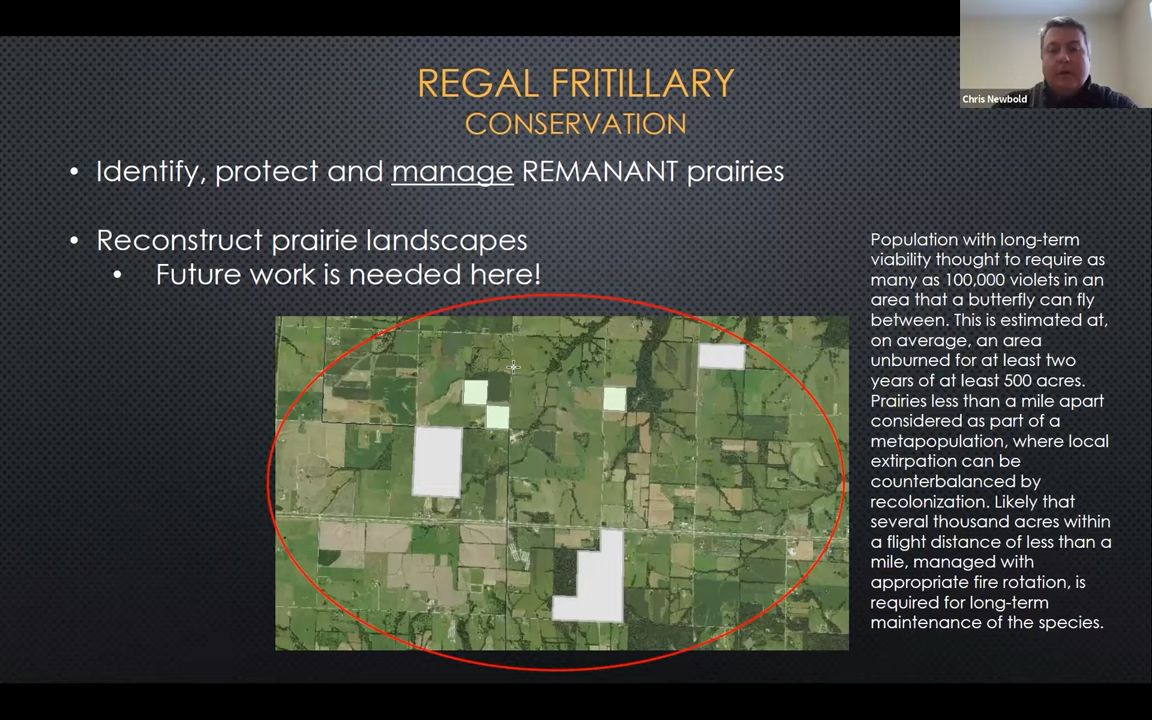 REGAL FRITILLARY
CONSERVATION
• Identify, protect and manage REMANANT prairies
• Reconstruct prairie landscapes
• Future work is needed here!
Population with long-term
viability thought to require as
many as 100,000 violets in an
area that a butterfly can fly
between. This is estimated at,
on average, an area
unburned for at least two
years of at least 500 acres.
Prairies less than a mile apart
considered as part of a
metapopulation, where local
extirpation can be
counterbalanced by
recolonization. Likely that
several thousand acres within
a flight distance of less than a
mile, managed with
appropriate fire rotation, is
required for long-term
maintenance of the species.
Chris Newbold